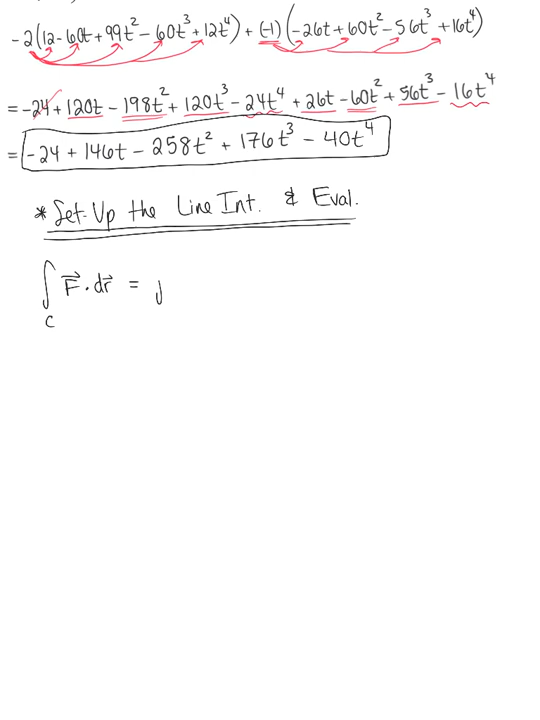 -2(12-60t+99t²-60t³+12t⁴)+(-1)(-26t+60t²-56t³+16t⁴)
=-24+120t-198t²+120t³-24t⁴+26t-60t²+56t³-16t⁴
=-24+146t-258t²+176t³-40t⁴
*Set-Up the Line Int. & Eval.
∫_C F⃗·dr⃗ =